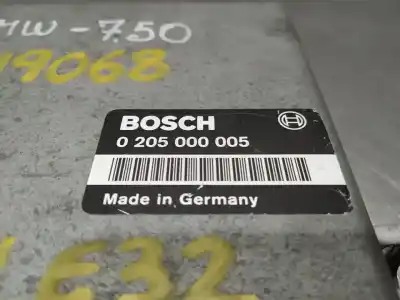 MW-750
19068
BOSCH
0 205 000 005
Made in Germany
E32